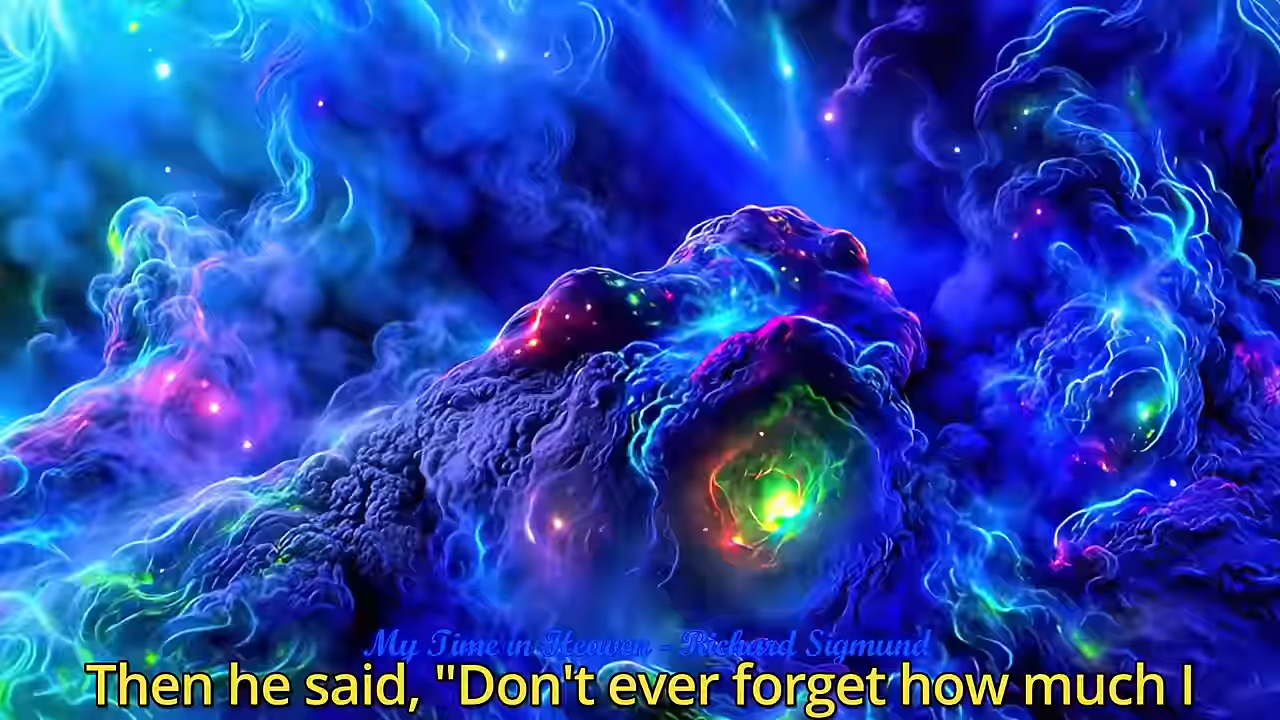 My Time in Heaven - Richard Sigmund
Then he said, "Don't ever forget how much I